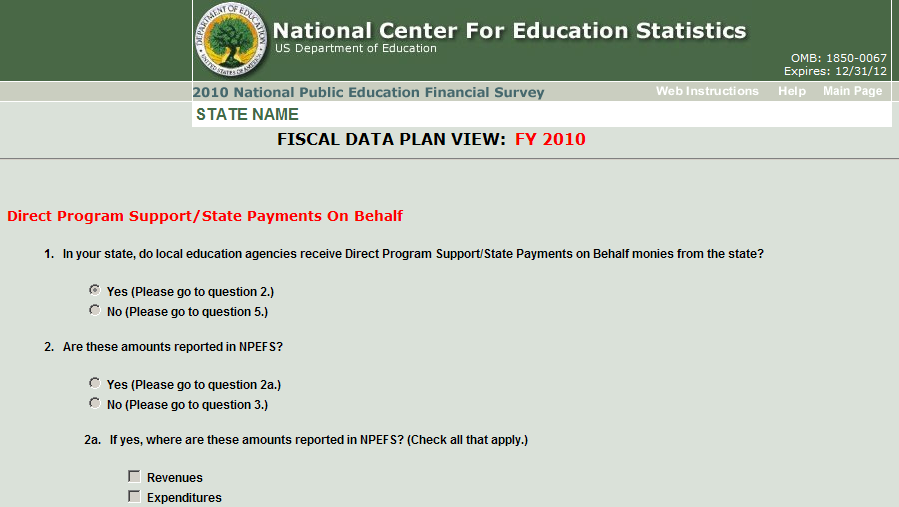 DEPARTMENT OF EDUCATION
UNITED STATES OF AMERICA
National Center For Education Statistics
US Department of Education
OMB: 1850-0067
Expires: 12/31/12
2010 National Public Education Financial Survey
Web Instructions Help Main Page
STATE NAME
FISCAL DATA PLAN VIEW: FY 2010
Direct Program Support/State Payments On Behalf
1. In your state, do local education agencies receive Direct Program Support/State Payments on Behalf monies from the state?
Yes (Please go to question 2.)
No (Please go to question 5.)
2. Are these amounts reported in NPEFS?
Yes (Please go to question 2a.)
No (Please go to question 3.)
2a. If yes, where are these amounts reported in NPEFS? (Check all that apply.)
Revenues
Expenditures